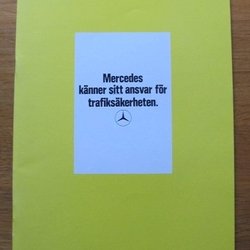 Mercedes
känner sitt ansvar för
trafiksäkerheten.